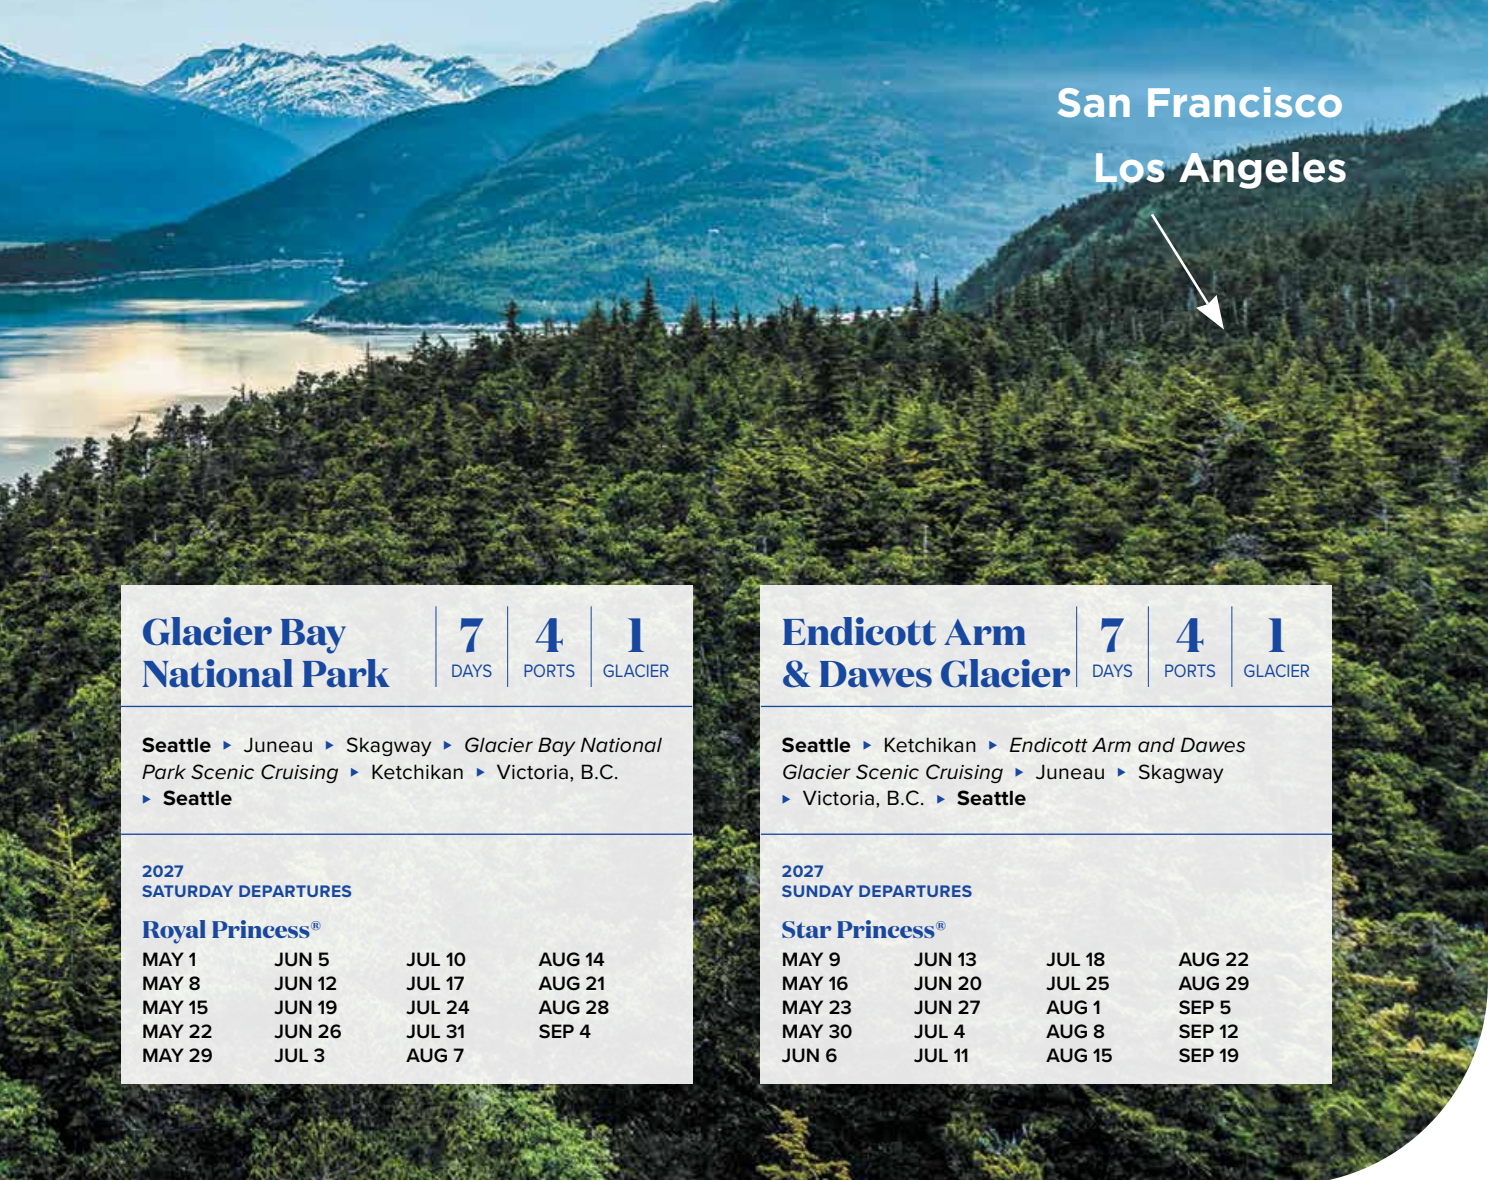 San Francisco
Los Angeles
Glacier Bay
National Park
7
DAYS
4
PORTS
1
GLACIER
Seattle ▸ Juneau ▸ Skagway ▸ Glacier Bay National
Park Scenic Cruising ▸ Ketchikan ▸ Victoria, B.C.
▸ Seattle
2027
SATURDAY DEPARTURES
Royal Princess®
MAY 1 JUN 5 JUL 10 AUG 14
MAY 8 JUN 12 JUL 17 AUG 21
MAY 15 JUN 19 JUL 24 AUG 28
MAY 22 JUN 26 JUL 31 SEP 4
MAY 29 JUL 3 AUG 7
Endicott Arm
& Dawes Glacier
7
DAYS
4
PORTS
1
GLACIER
Seattle ▸ Ketchikan ▸ Endicott Arm and Dawes
Glacier Scenic Cruising ▸ Juneau ▸ Skagway
▸ Victoria, B.C. ▸ Seattle
2027
SUNDAY DEPARTURES
Star Princess®
MAY 9 JUN 13 JUL 18 AUG 22
MAY 16 JUN 20 JUL 25 AUG 29
MAY 23 JUN 27 AUG 1 SEP 5
MAY 30 JUL 4 AUG 8 SEP 12
JUN 6 JUL 11 AUG 15 SEP 19